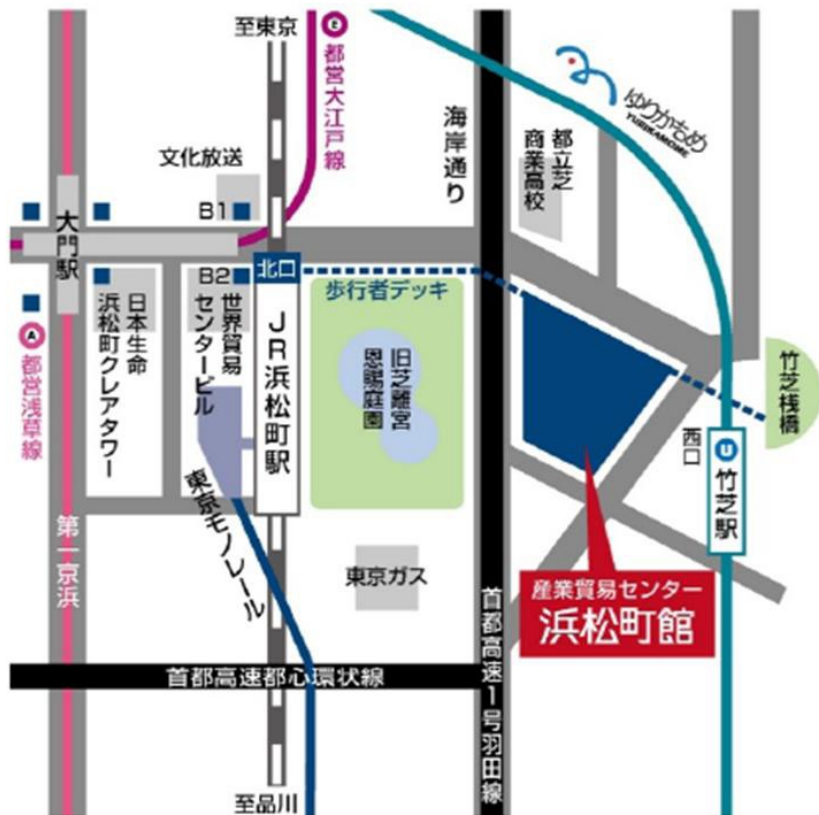 至東京
E
都営大江戸線
海岸通り
ゆりかもめ
YURIKAMOME
都立芝
商業高校
文化放送
B1
大門駅
B2
北口
歩行者デッキ
日本生命
浜松町クレアタワー
世界貿易
センタービル
JR浜松町駅
旧芝離宮
恩賜庭園
竹芝桟橋
A
都営浅草線
西口
U
竹芝駅
東京モノレール
第一京浜
東京ガス
産業貿易センター
浜松町館
首都高速都心環状線
首都高速1号羽田線
至品川